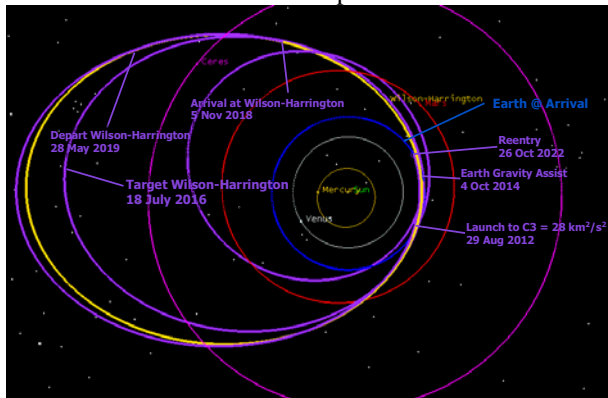 Ceres
Wilson-Harrington
Mars
Earth @ Arrival
Arrival at Wilson-Harrington
5 Nov 2018
Depart Wilson-Harrington
28 May 2019
Reentry
26 Oct 2022
Earth Gravity Assist
4 Oct 2014
Target Wilson-Harrington
18 July 2016
Mercury
Sun
Venus
Launch to C3 = 28 km²/s²
29 Aug 2012